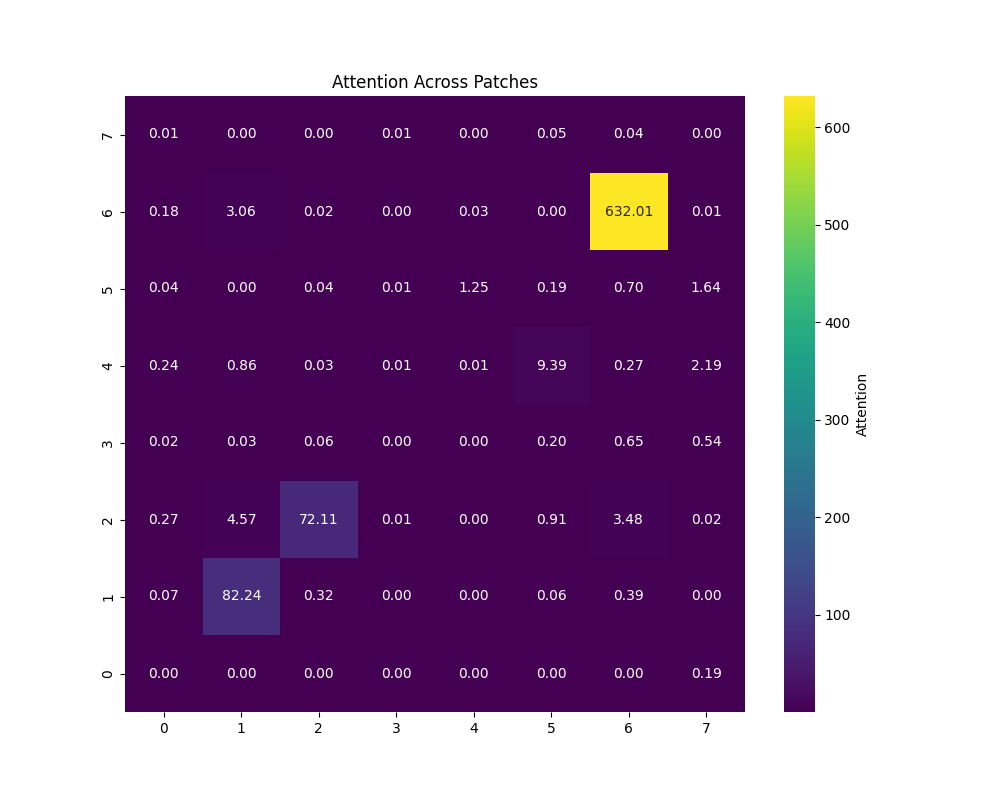 Attention Across Patches
7 0.01 0.00 0.00 0.01 0.00 0.05 0.04 0.00
6 0.18 3.06 0.02 0.00 0.03 0.00 632.01 0.01
5 0.04 0.00 0.04 0.01 1.25 0.19 0.70 1.64
4 0.24 0.86 0.03 0.01 0.01 9.39 0.27 2.19
3 0.02 0.03 0.06 0.00 0.00 0.20 0.65 0.54
2 0.27 4.57 72.11 0.01 0.00 0.91 3.48 0.02
1 0.07 82.24 0.32 0.00 0.00 0.06 0.39 0.00
0 0.00 0.00 0.00 0.00 0.00 0.00 0.00 0.19
0 1 2 3 4 5 6 7
600
500
400
300
200
100
Attention